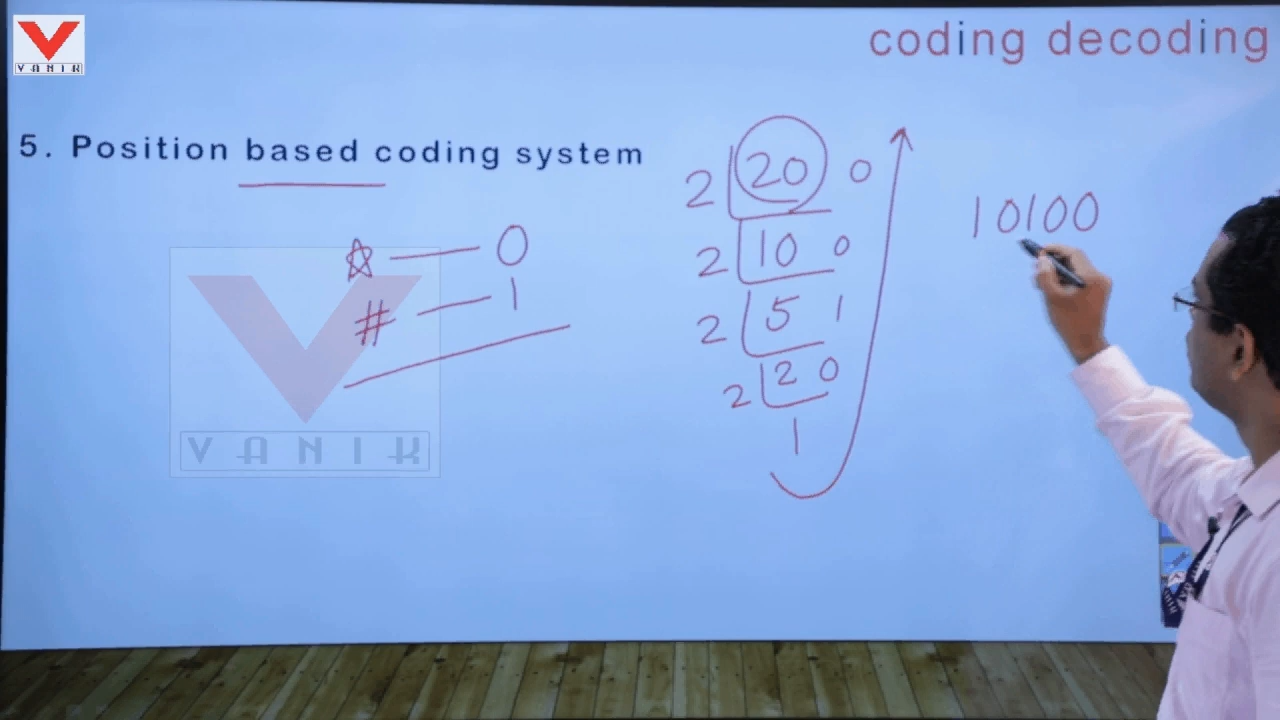 VANIK
coding decoding
5. Position based coding system
☆ — 0
# — 1
2 20 0
2 10 0
2 5 1
2 2 0
1
10100
VANIK